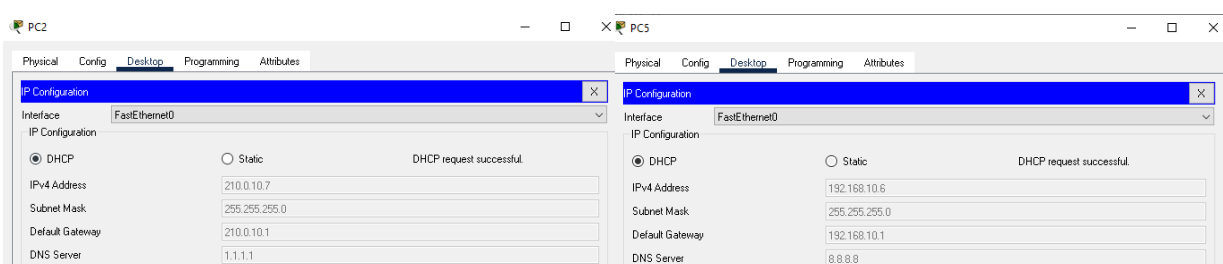 PC2
Physical Config Desktop Programming Attributes
IP Configuration X
Interface FastEthernet0
IP Configuration
DHCP Static DHCP request successful.
IPv4 Address 210.0.10.7
Subnet Mask 255.255.255.0
Default Gateway 210.0.10.1
DNS Server 1.1.1.1
PC5
Physical Config Desktop Programming Attributes
IP Configuration X
Interface FastEthernet0
IP Configuration
DHCP Static DHCP request successful.
IPv4 Address 192.168.10.6
Subnet Mask 255.255.255.0
Default Gateway 192.168.10.1
DNS Server 8.8.8.8